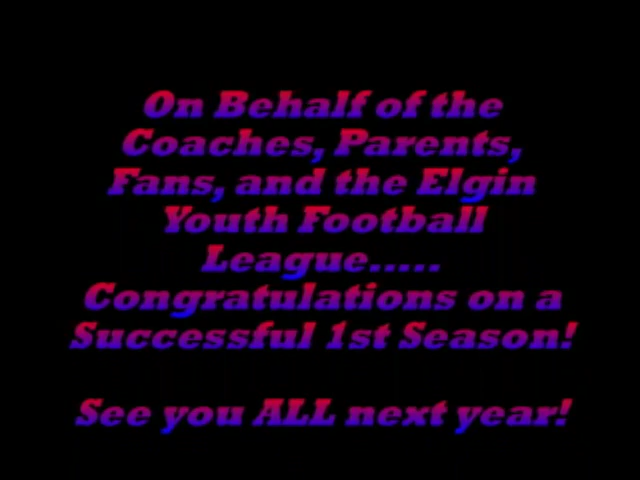 On Behalf of the
Coaches, Parents,
Fans, and the Elgin
Youth Football
League.....
Congratulations on a
Successful 1st Season!
See you ALL next year!